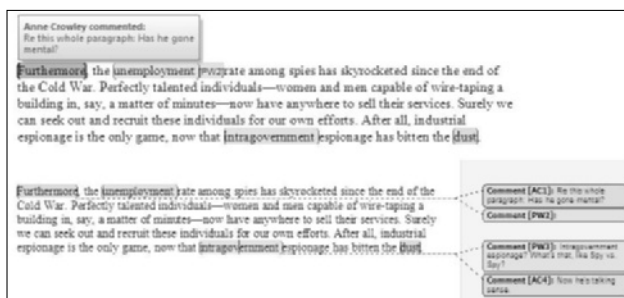 Anne Crowley commented:
Re this whole paragraph: Has he gone
mental?
Furthermore, the unemployment [PW2]rate among spies has skyrocketed since the end of
the Cold War. Perfectly talented individuals—women and men capable of wire-taping a
building in, say, a matter of minutes—now have anywhere to sell their services. Surely we
can seek out and recruit these individuals for our own efforts. After all, industrial
espionage is the only game, now that intragovernment espionage has bitten the dust.
Furthermore, the unemployment rate among spies has skyrocketed since the end of the
Cold War. Perfectly talented individuals—women and men capable of wire-taping a
building in, say, a matter of minutes—now have anywhere to sell their services. Surely
we can seek out and recruit these individuals for our own efforts. After all, industrial
espionage is the only game, now that intragovernment espionage has bitten the dust.
Comment [AC1]: Re this whole
paragraph: Has he gone mental?
Comment [PW2]:
Comment [PW3]: Intragovernment
espionage? What's that, like Spy vs.
Spy?
Comment [AC4]: Now he's talking
sense.